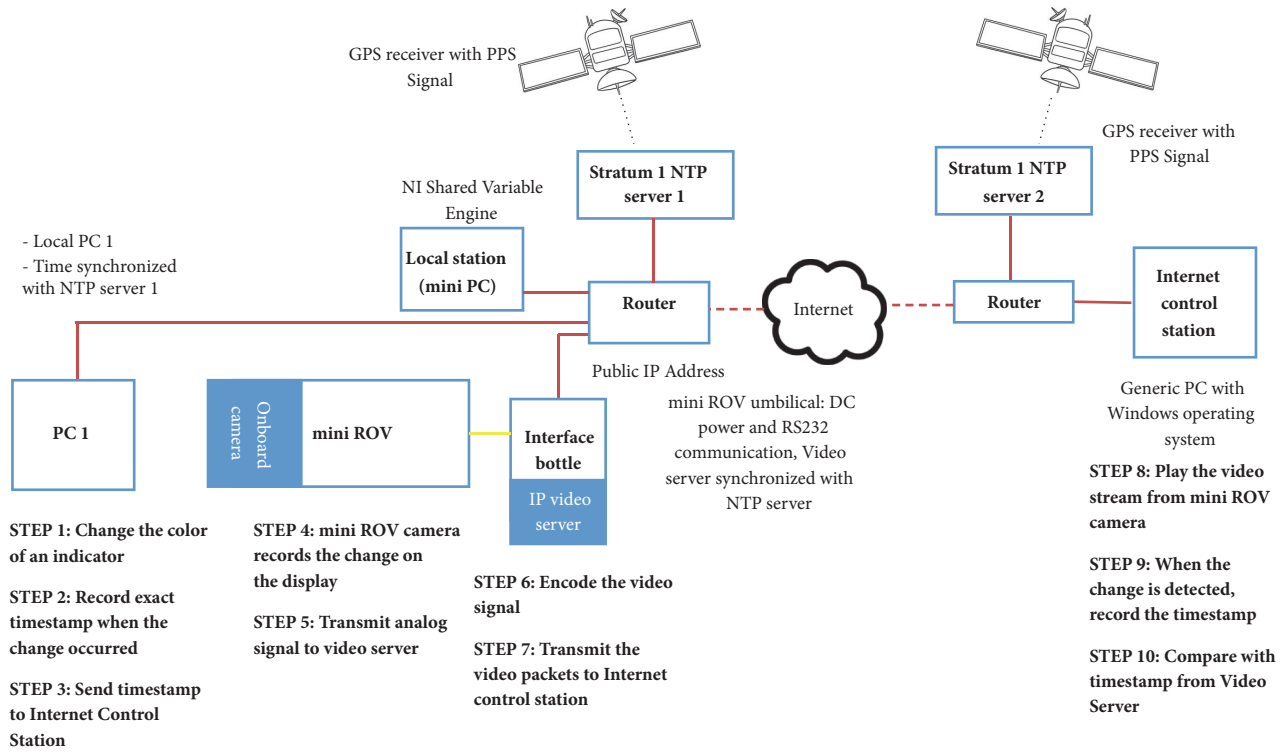 GPS receiver with PPS
Signal
GPS receiver with
PPS Signal
Stratum 1 NTP
server 1
Stratum 1 NTP
server 2
NI Shared Variable
Engine
- Local PC 1
- Time synchronized
with NTP server 1
Local station
(mini PC)
Router
Internet
Router
Internet
control
station
Public IP Address
PC 1
Onboard
camera
mini ROV
Interface
bottle
IP video
server
mini ROV umbilical: DC
power and RS232
communication, Video
server synchronized with
NTP server
Generic PC with
Windows operating
system
STEP 1: Change the color
of an indicator
STEP 2: Record exact
timestamp when the
change occurred
STEP 3: Send timestamp
to Internet Control
Station
STEP 4: mini ROV camera
records the change on
the display
STEP 5: Transmit analog
signal to video server
STEP 6: Encode the video
signal
STEP 7: Transmit the
video packets to Internet
control station
STEP 8: Play the video
stream from mini ROV
camera
STEP 9: When the
change is detected,
record the timestamp
STEP 10: Compare with
timestamp from Video
Server